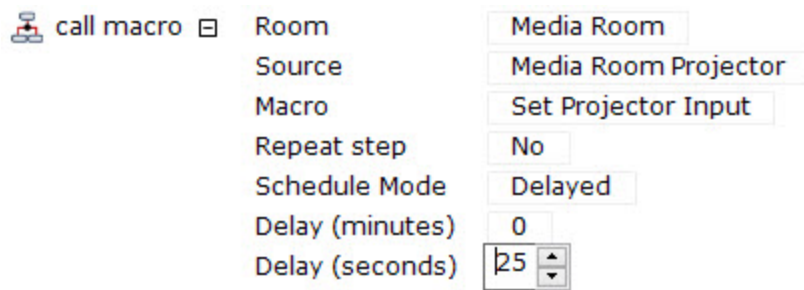 call macro Room Media Room
Source Media Room Projector
Macro Set Projector Input
Repeat step No
Schedule Mode Delayed
Delay (minutes) 0
Delay (seconds) 25